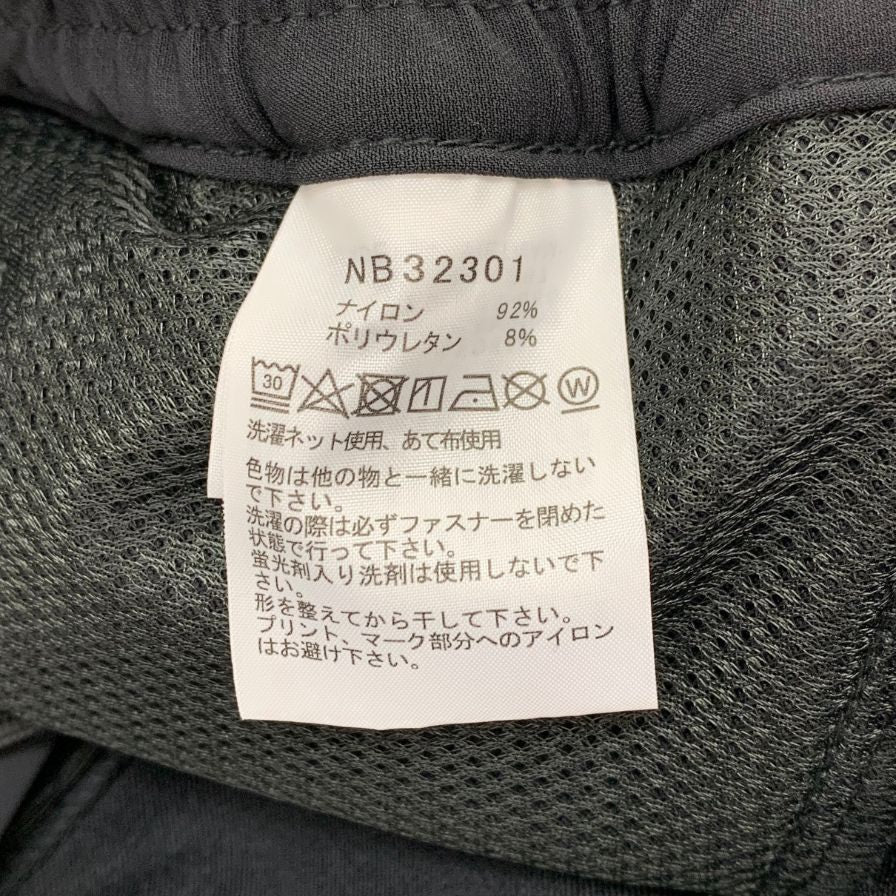 NB32301
ナイロン 92%
ポリウレタン 8%
30 W
洗濯ネット使用、あて布使用
色物は他の物と一緒に洗濯しない
で下さい。
洗濯の際は必ずファスナーを閉めた
状態で行って下さい。
蛍光剤入り洗剤は使用しないで下
さい。
形を整えてから干して下さい。
プリント、マーク部分へのアイロン
はお避け下さい。